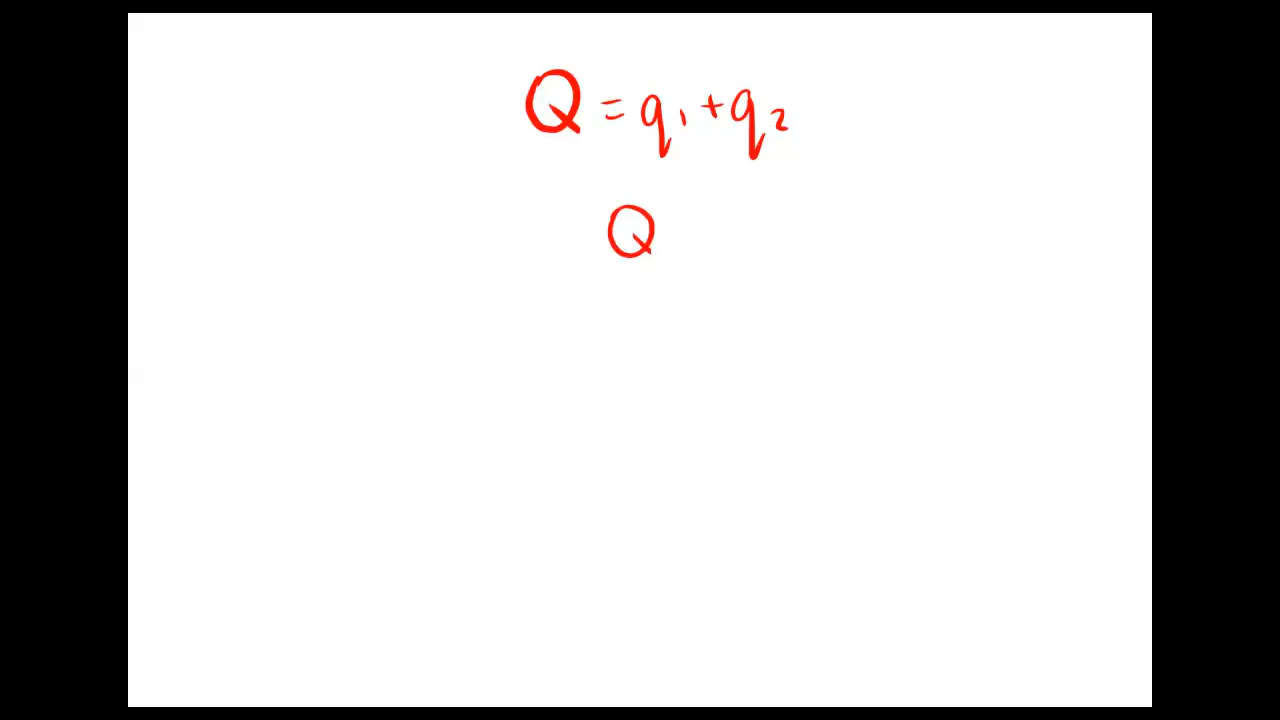 Q = q₁ + q₂
Q